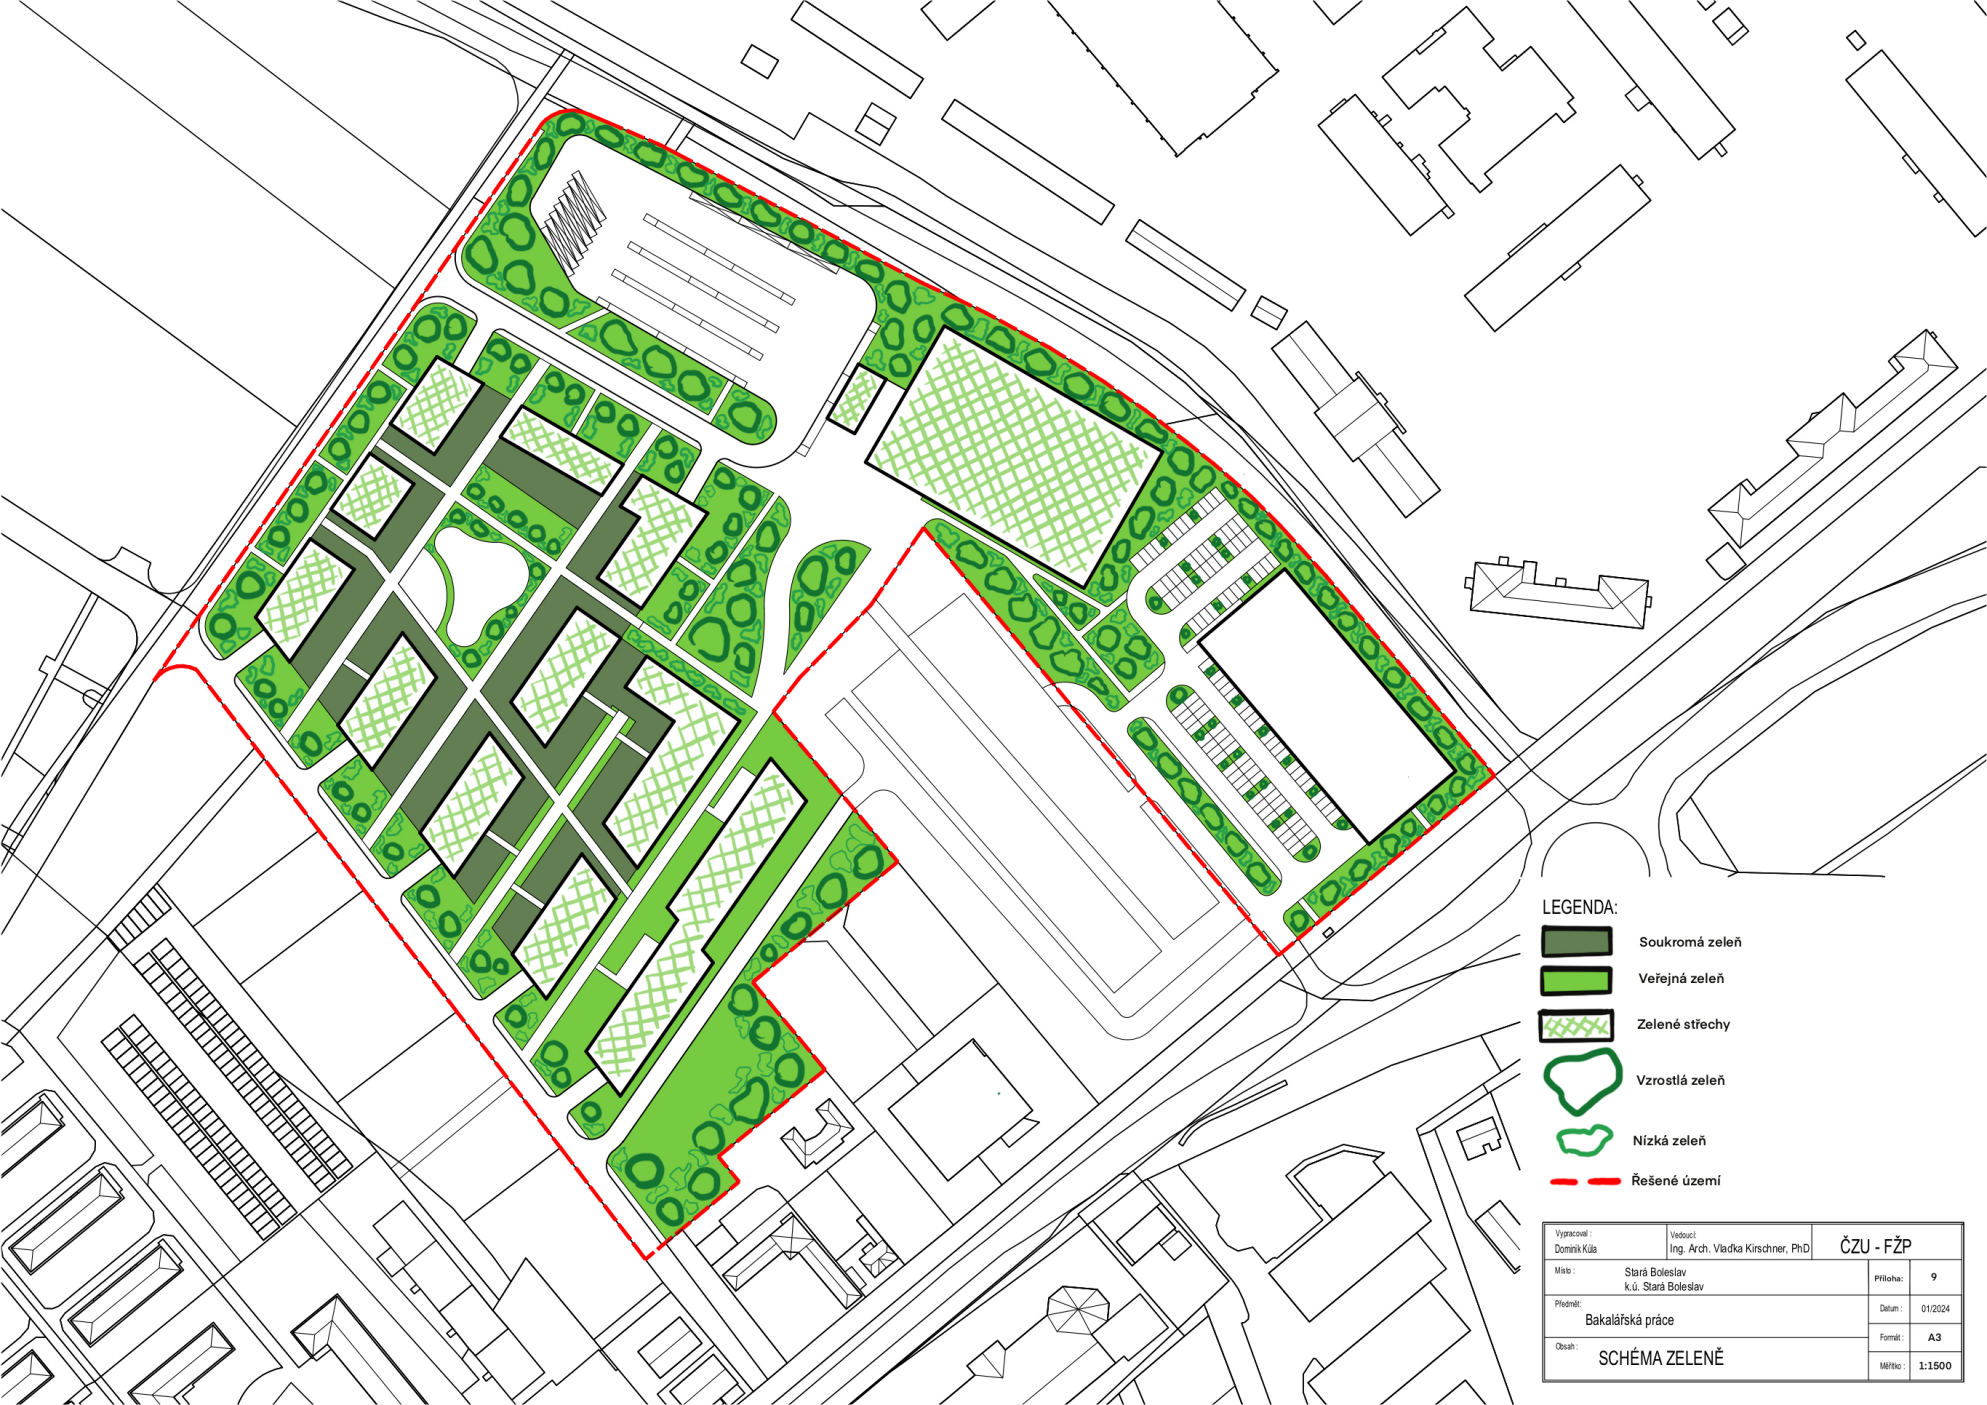 LEGENDA:
Soukromá zeleň
Veřejná zeleň
Zelené střechy
Vzrostlá zeleň
Nízká zeleň
Řešené území
Vypracoval :
Dominik Kůla
Vedoucí:
Ing. Arch. Vlaďka Kirschner, PhD
ČZU - FŽP
Místo :
Stará Boleslav
k.ú. Stará Boleslav
Příloha: 9
Předmět:
Bakalářská práce
Datum : 01/2024
Formát : A3
Obsah :
SCHÉMA ZELENĚ
Měřítko : 1:1500